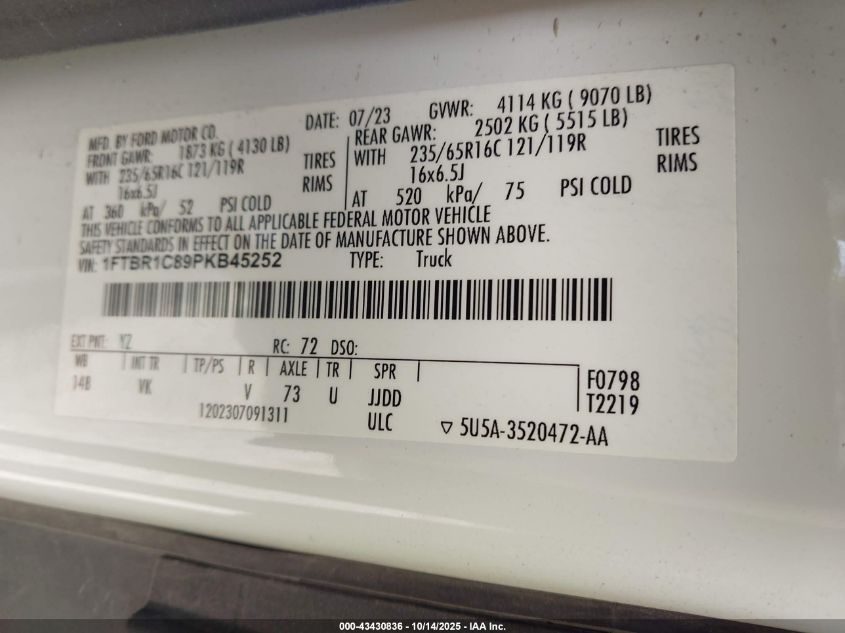 MFD. BY FORD MOTOR CO.
DATE: 07/23 GVWR: 4114 KG ( 9070 LB)
FRONT GAWR: 1873 KG ( 4130 LB)
REAR GAWR: 2502 KG ( 5515 LB)
WITH 235/65R16C 121/119R TIRES
WITH 235/65R16C 121/119R TIRES
16x6.5J RIMS
16x6.5J RIMS
AT 360 kPa/ 52 PSI COLD
AT 520 kPa/ 75 PSI COLD
THIS VEHICLE CONFORMS TO ALL APPLICABLE FEDERAL MOTOR VEHICLE
SAFETY STANDARDS IN EFFECT ON THE DATE OF MANUFACTURE SHOWN ABOVE.
VIN: 1FTBR1C89PKB45252 TYPE: Truck
EXT PNT: YZ RC: 72 DSO:
WB INT TR TP/PS R AXLE TR SPR
148 VK V 73 U JJDD
F0798
T2219
1202307091311 ULC
5U5A-3520472-AA
000-43430836 - 10/14/2025 - IAA Inc.